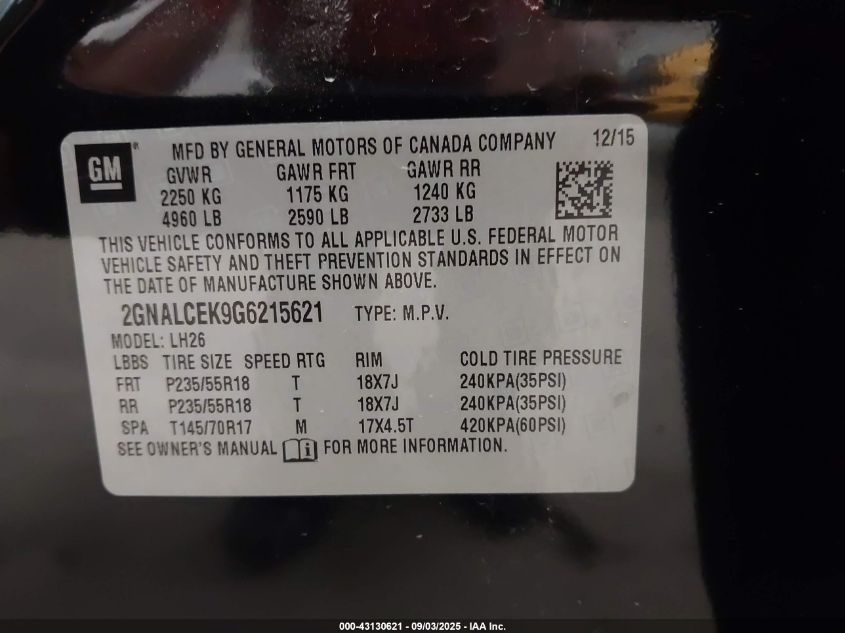 GM
MFD BY GENERAL MOTORS OF CANADA COMPANY 12/15
GVWR GAWR FRT GAWR RR
2250 KG 1175 KG 1240 KG
4960 LB 2590 LB 2733 LB
THIS VEHICLE CONFORMS TO ALL APPLICABLE U.S. FEDERAL MOTOR
VEHICLE SAFETY AND THEFT PREVENTION STANDARDS IN EFFECT ON
THE DATE OF MANUFACTURE SHOWN ABOVE.
2GNALCEK9G6215621 TYPE: M.P.V.
MODEL: LH26
LBBS TIRE SIZE SPEED RTG RIM COLD TIRE PRESSURE
FRT P235/55R18 T 18X7J 240KPA(35PSI)
RR P235/55R18 T 18X7J 240KPA(35PSI)
SPA T145/70R17 M 17X4.5T 420KPA(60PSI)
SEE OWNER'S MANUAL FOR MORE INFORMATION.
000-43130621 - 09/03/2025 - IAA Inc.